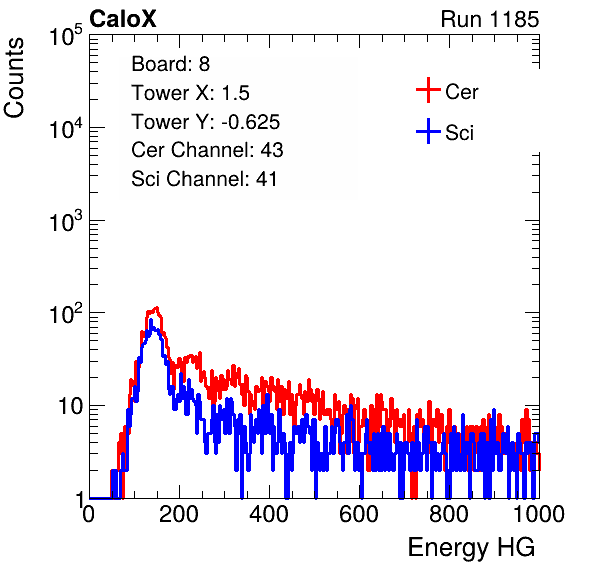 CaloX Run 1185
Counts
10^5
10^4
10^3
10^2
10
1
Board: 8
Tower X: 1.5
Tower Y: -0.625
Cer Channel: 43
Sci Channel: 41
Cer
Sci
0 200 400 600 800 1000
Energy HG